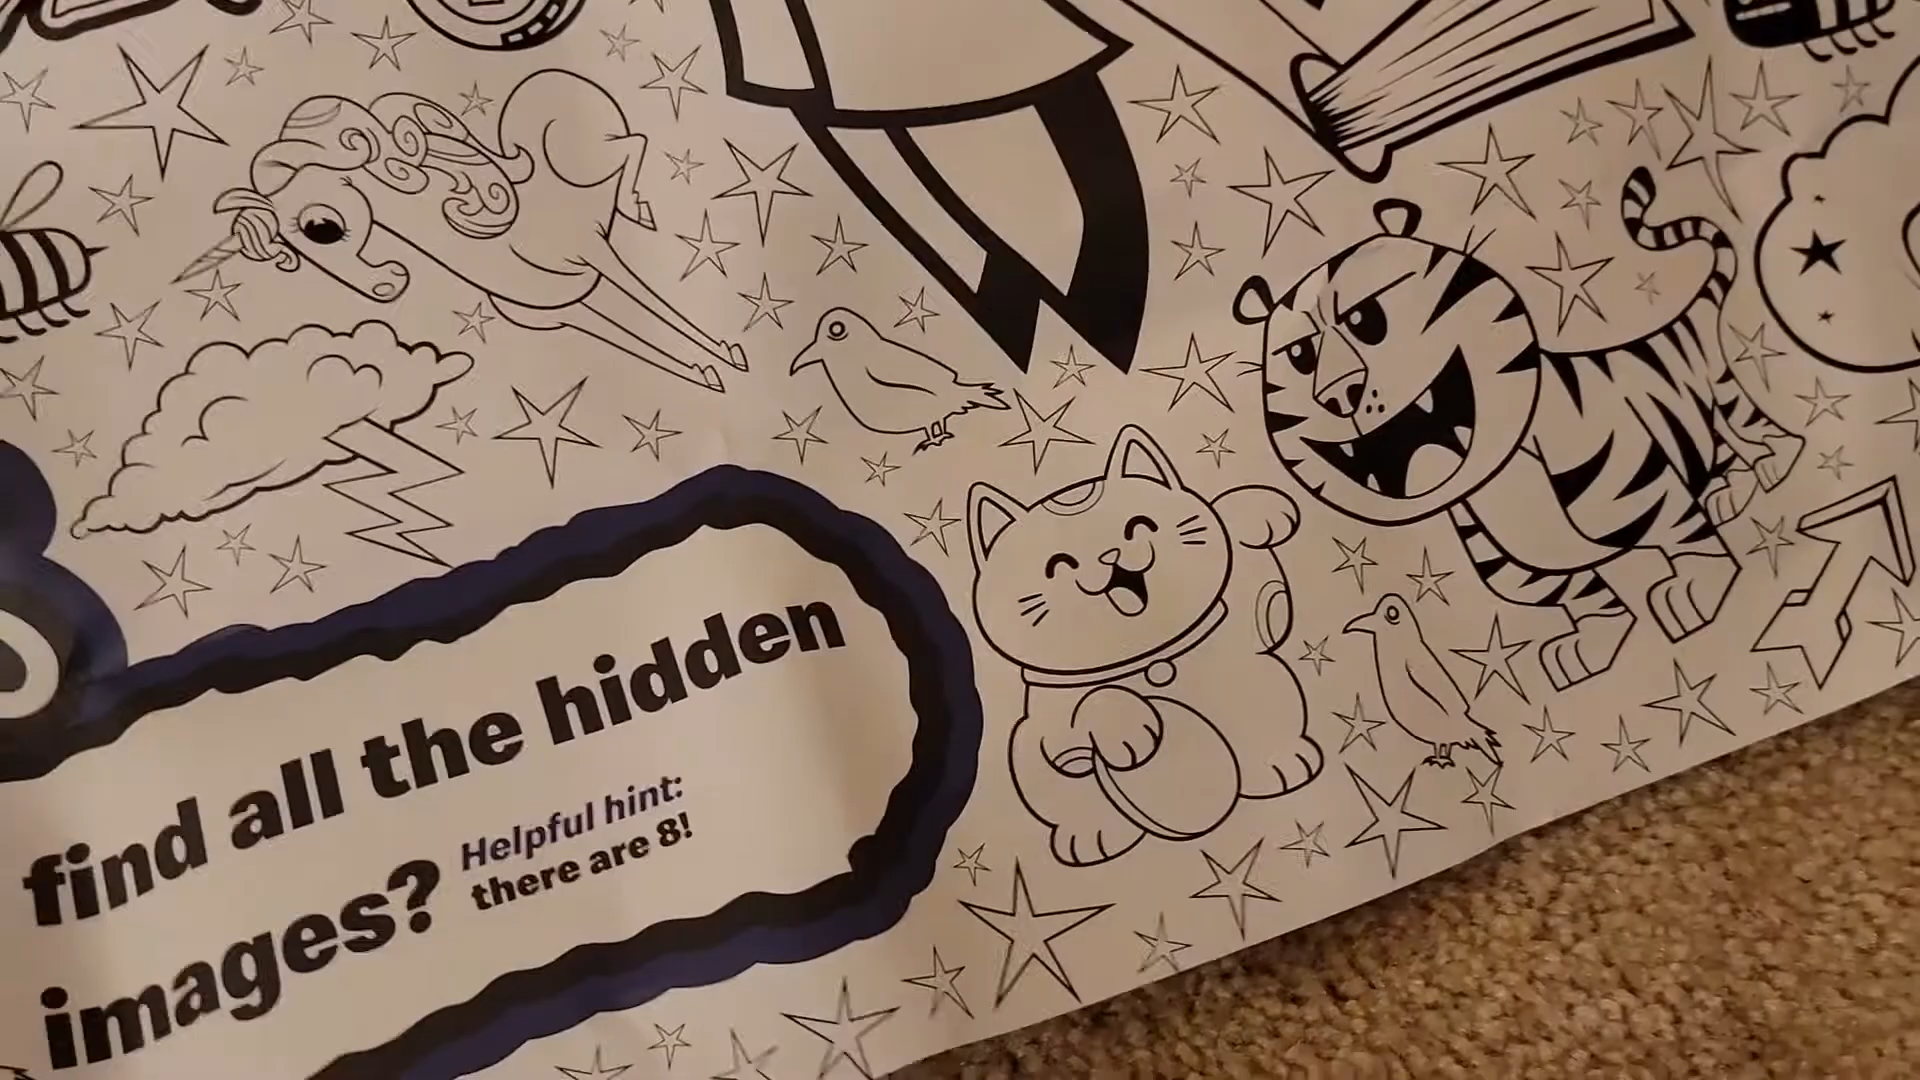 find all the hidden
images?
Helpful hint:
there are 8!